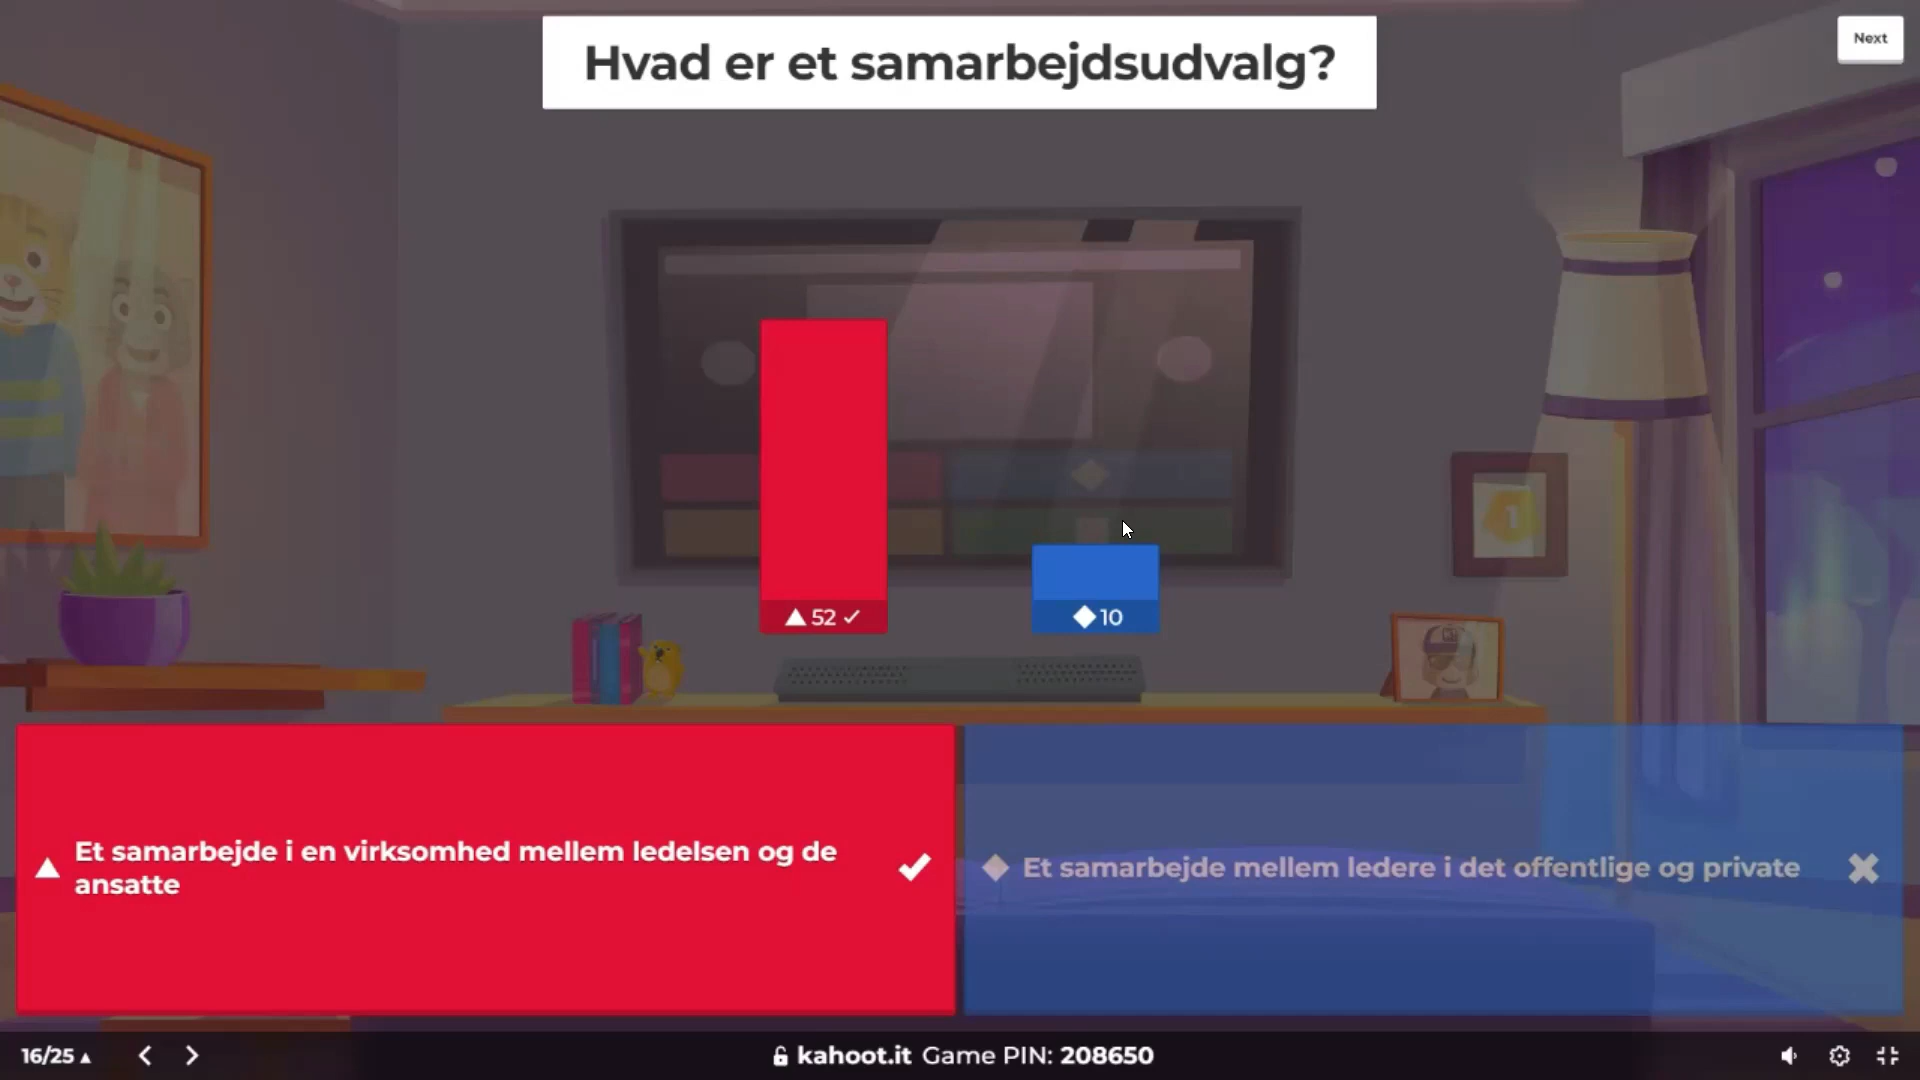 Hvad er et samarbejdsudvalg?
Next
1
52
10
Et samarbejde i en virksomhed mellem ledelsen og de
ansatte
Et samarbejde mellem ledere i det offentlige og private
16/25
kahoot.it Game PIN: 208650